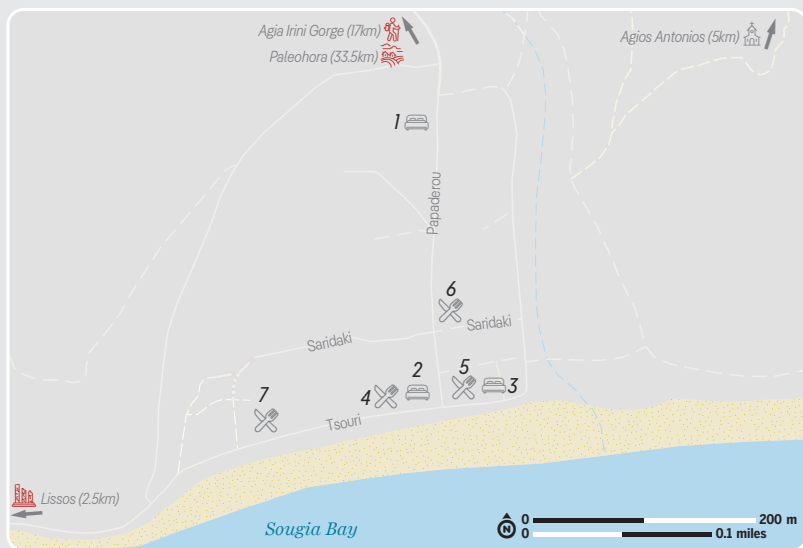 Agia Irini Gorge (17km)
Paleohora (33.5km)
Agios Antonios (5km)
1
Papaderou
6
Saridaki
Saridaki
2
5
3
4
7
Tsouri
Lissos (2.5km)
Sougia Bay
N
0 200 m
0 0.1 miles